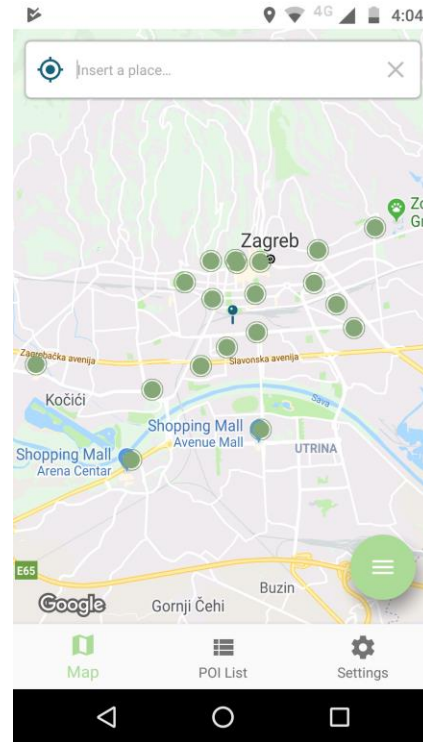 4G 4:04
Insert a place...
Zagreb
Zagrebačka avenija
Slavonska avenija
Kočići
Sava
Shopping Mall
Avenue Mall
Shopping Mall
Arena Centar
UTRINA
E65
Buzin
Google
Gornji Čehi
Map
POI List
Settings